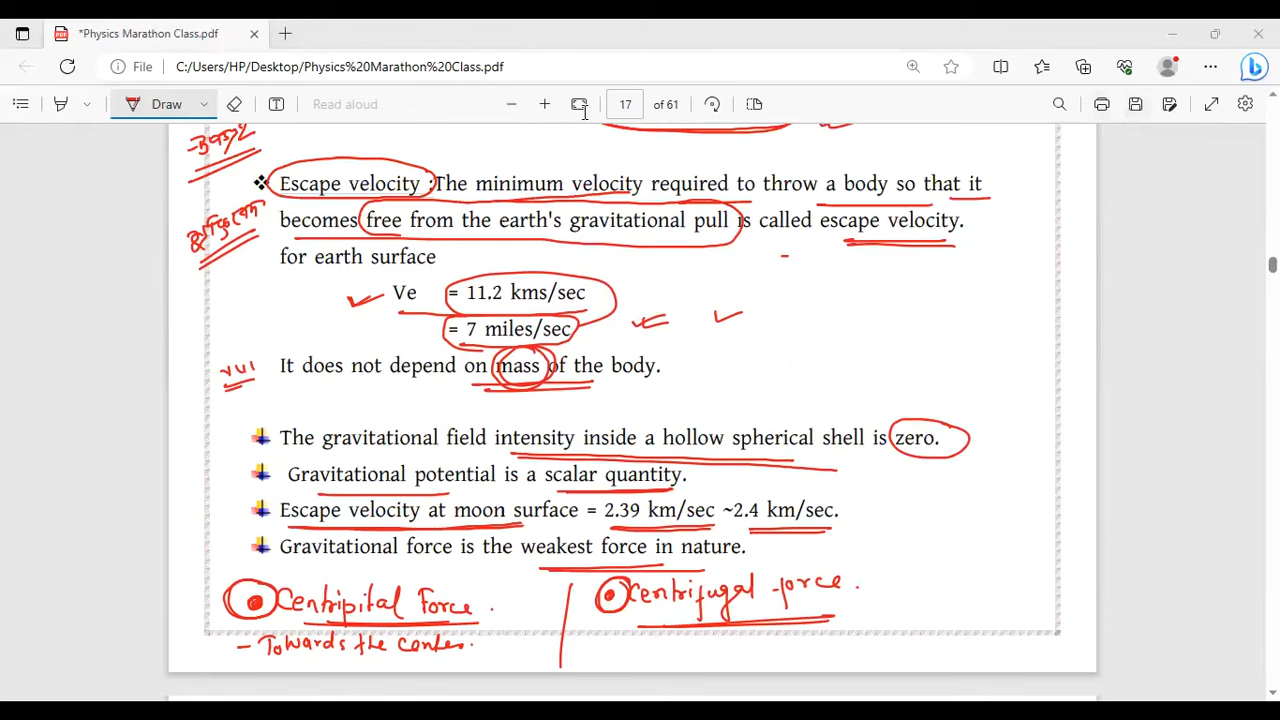 *Physics Marathon Class.pdf
File C:/Users/HP/Desktop/Physics%20Marathon%20Class.pdf
Draw Read aloud 17 of 61
❖ Escape velocity :The minimum velocity required to throw a body so that it
becomes free from the earth's gravitational pull is called escape velocity.
for earth surface
Ve = 11.2 kms/sec
= 7 miles/sec
It does not depend on mass of the body.
The gravitational field intensity inside a hollow spherical shell is zero.
Gravitational potential is a scalar quantity.
Escape velocity at moon surface = 2.39 km/sec ~2.4 km/sec.
Gravitational force is the weakest force in nature.
Centripital Force. Centrifugal force.
- Towards the center.